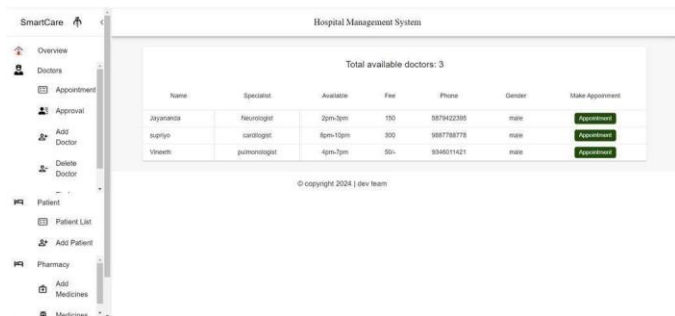 SmartCare
Hospital Management System
Overview
Doctors
Appointment
Approval
Add
Doctor
Delete
Doctor
Patient
Patient List
Add Patient
Pharmacy
Add
Medicines
Medicines
Total available doctors: 3
Name Specialist Available Fee Phone Gender Make Appoinment
Jayananda Neurologist 2pm-3pm 150 male Appointment
supriyo cardilogist 8pm-10pm 300 9887788778 male Appointment
Vineeth pulmonologist 4pm-7pm 50/- 9346011421 male Appointment
© copyright 2024 | dev team